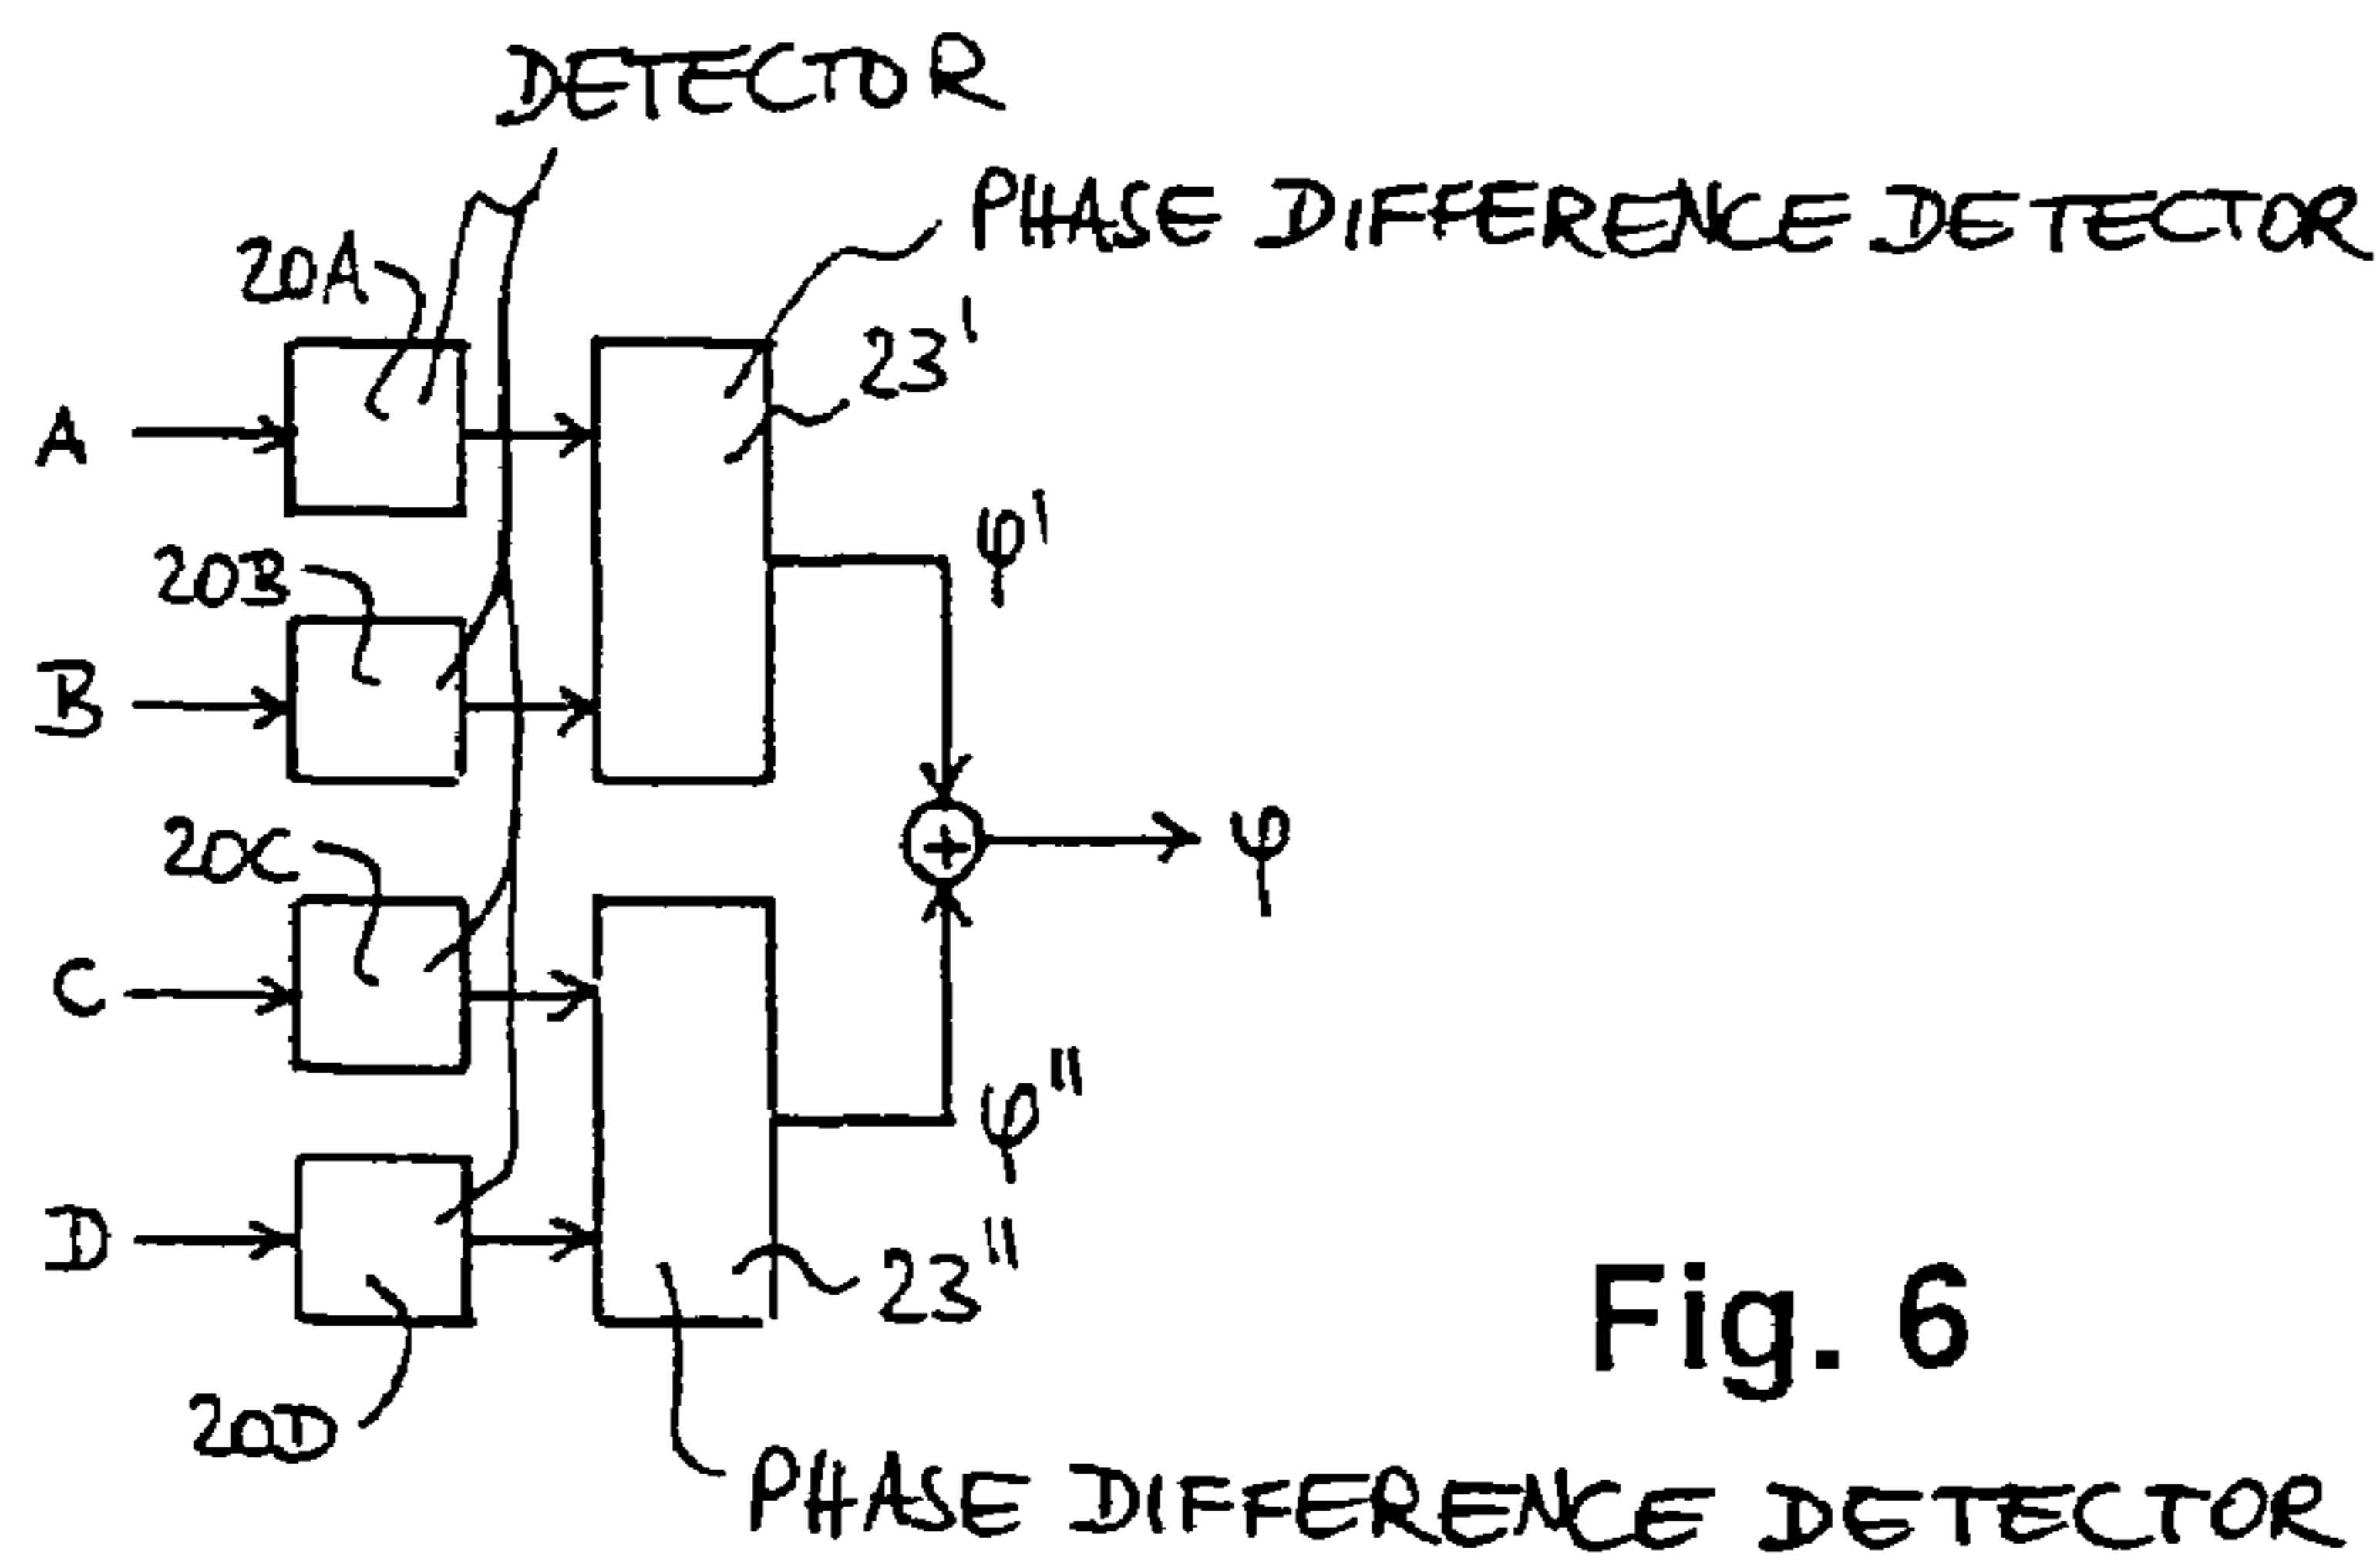 DETECTOR
PHASE DIFFERENCE DETECTOR
20A
23'
A
φ'
20B
B
+
φ
20C
C
φ"
D
23"
Fig. 6
20D
PHASE DIFFERENCE DETECTOR